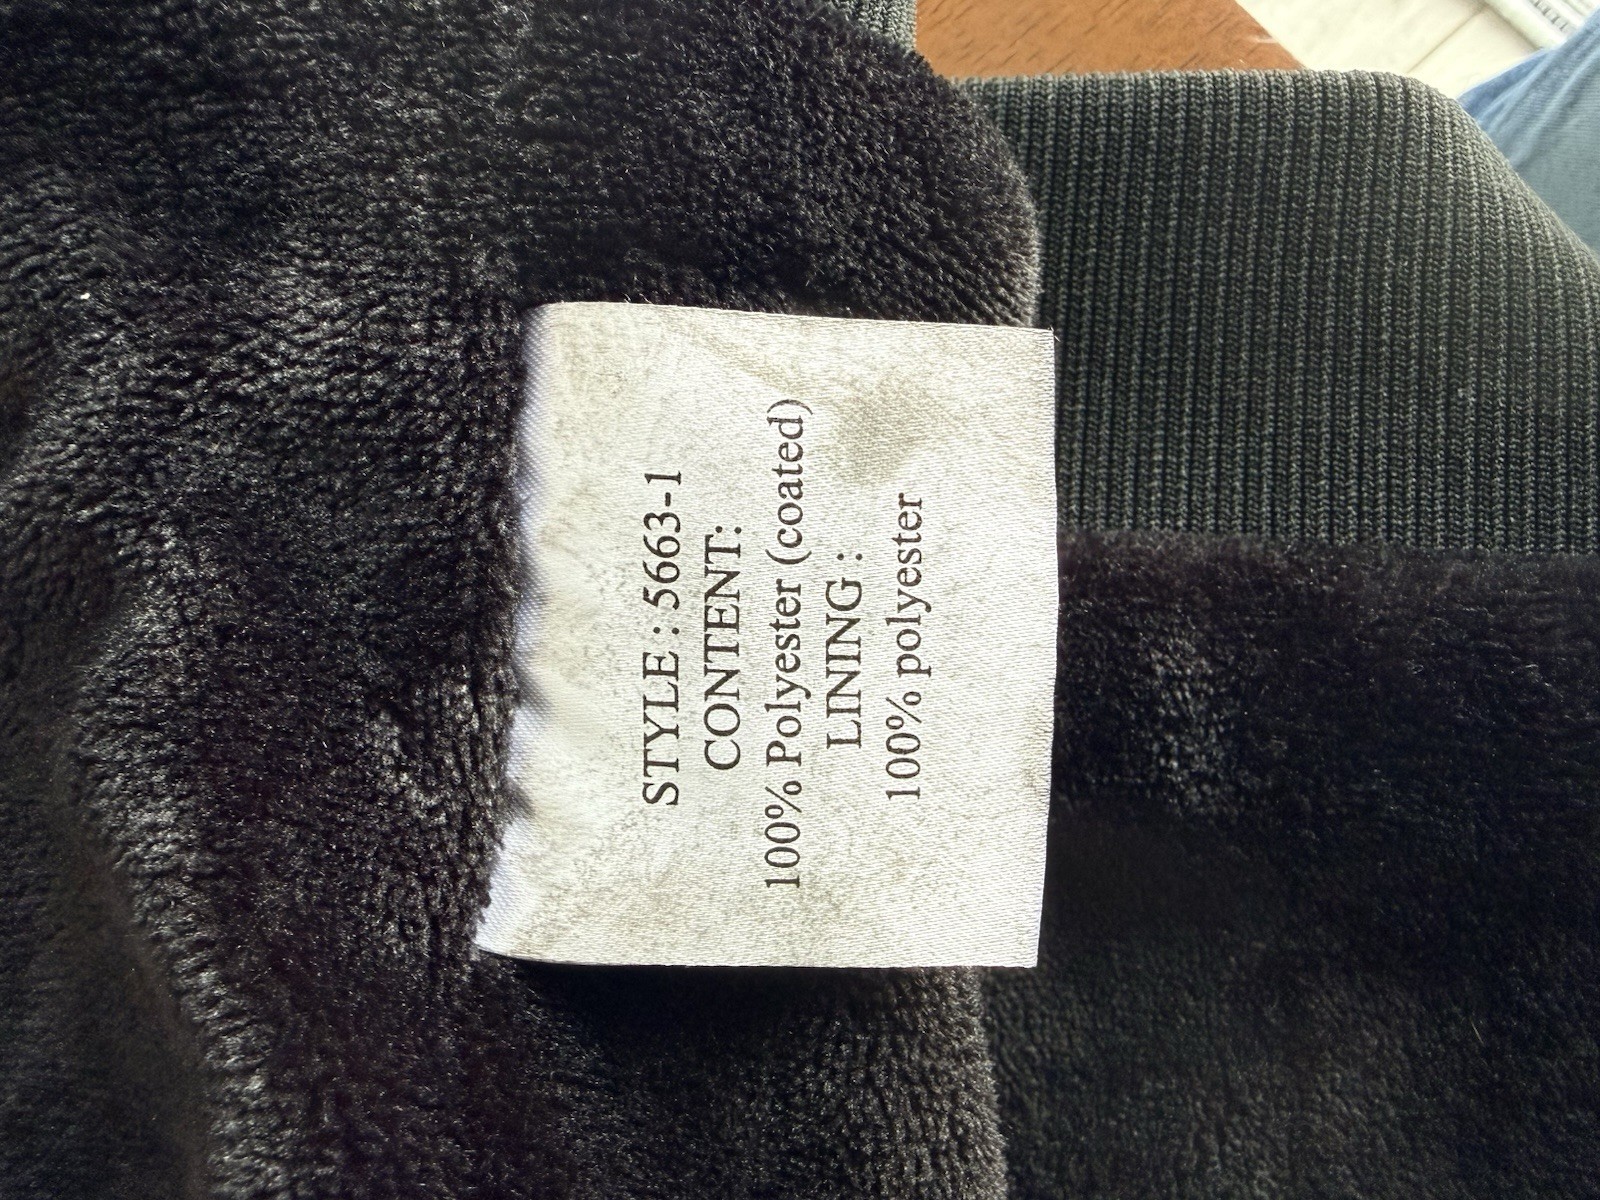 STYLE : 5663-1
CONTENT:
100% Polyester (coated)
LINING :
100% polyester